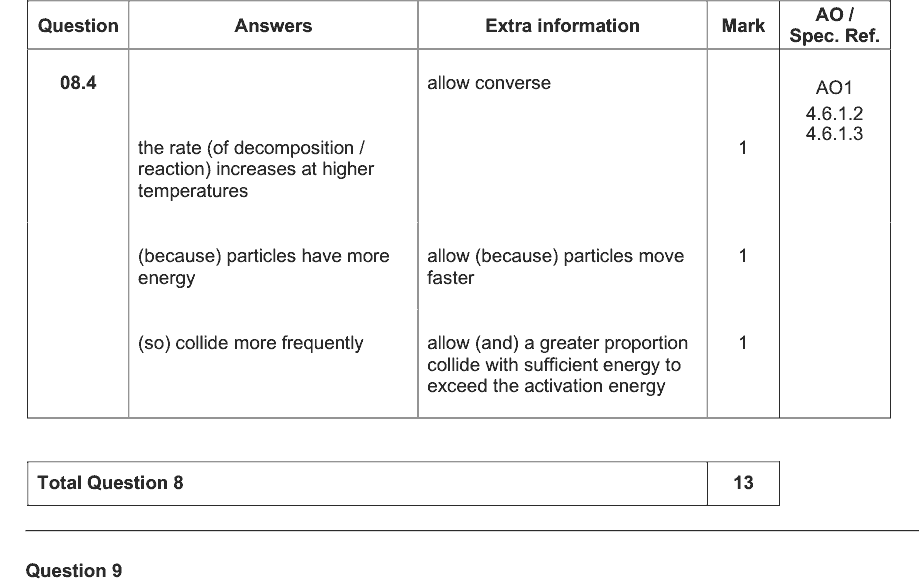 Question Answers Extra information Mark AO /
Spec. Ref.
08.4 allow converse AO1
4.6.1.2
4.6.1.3
the rate (of decomposition / 1
reaction) increases at higher
temperatures
(because) particles have more allow (because) particles move 1
energy faster
(so) collide more frequently allow (and) a greater proportion 1
collide with sufficient energy to
exceed the activation energy
Total Question 8 13
Question 9